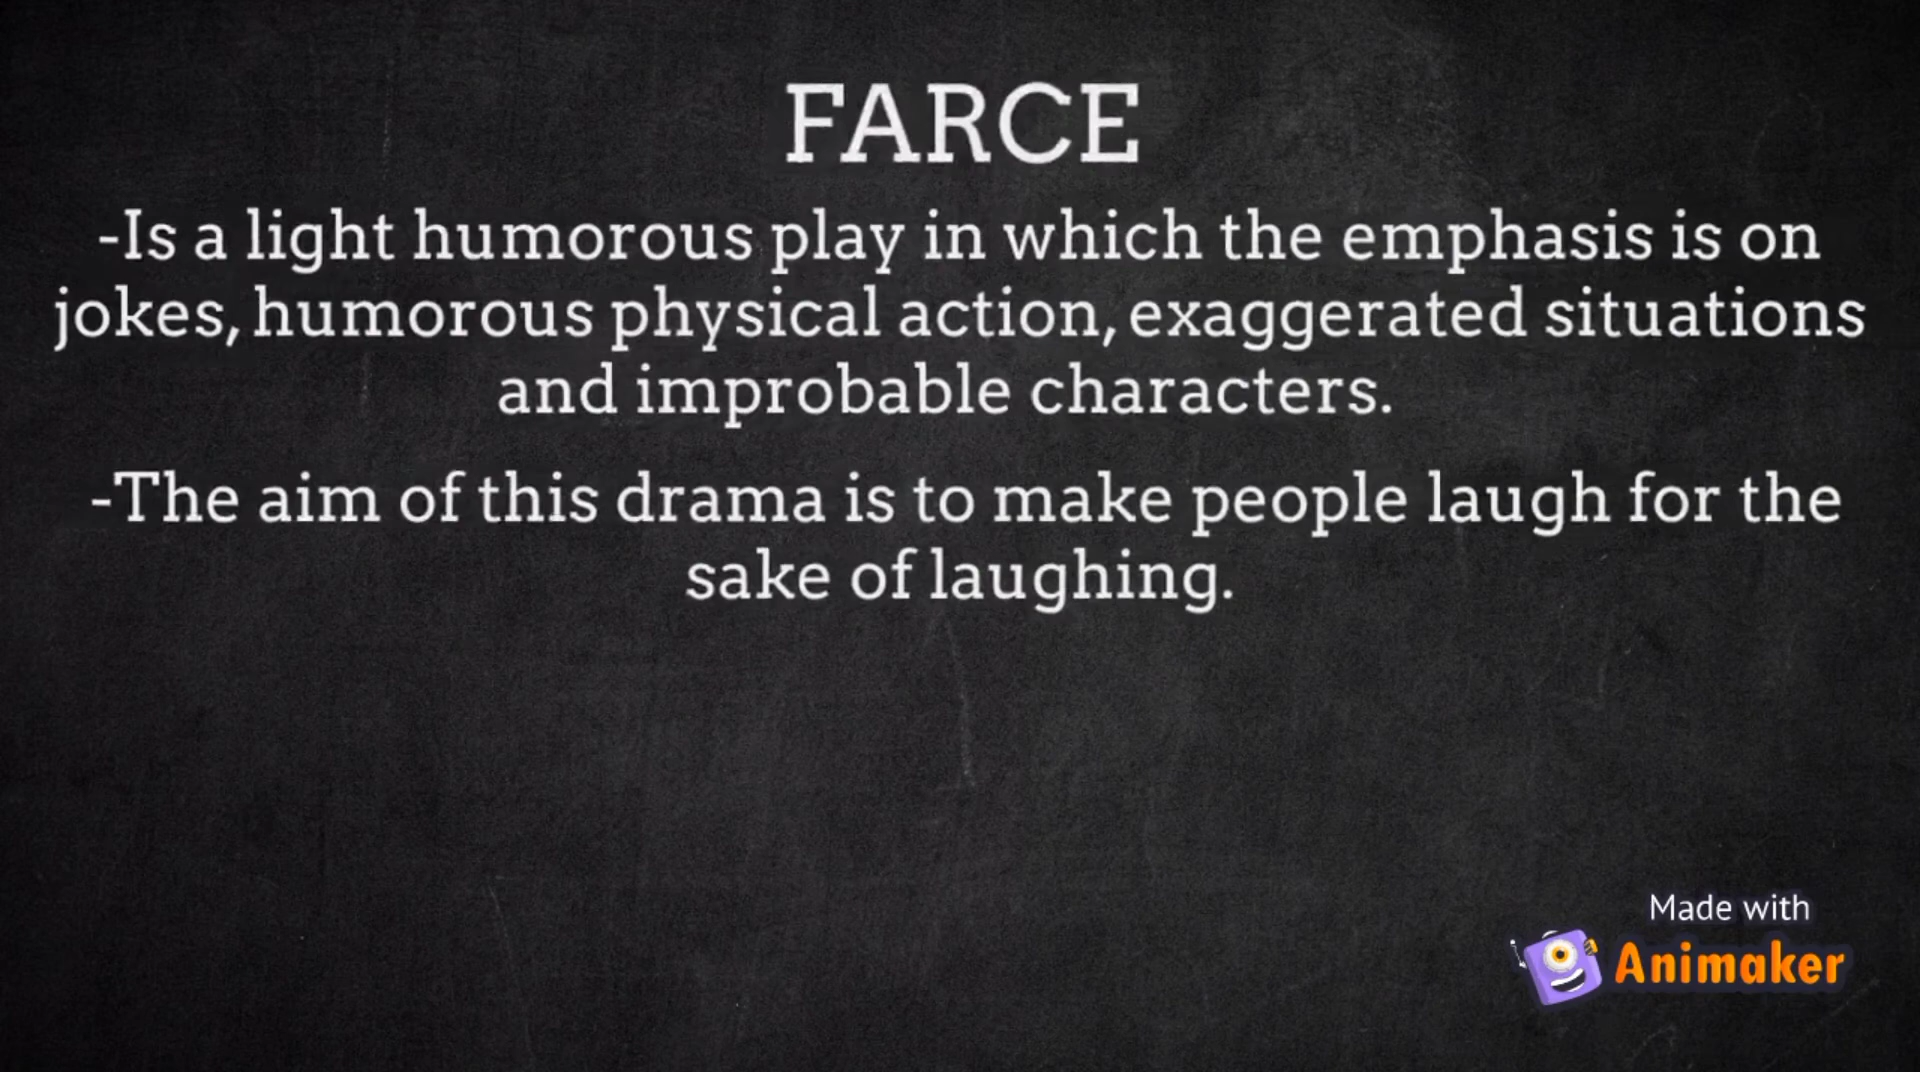 FARCE
-Is a light humorous play in which the emphasis is on
jokes, humorous physical action, exaggerated situations
and improbable characters.
-The aim of this drama is to make people laugh for the
sake of laughing.
Made with
Animaker